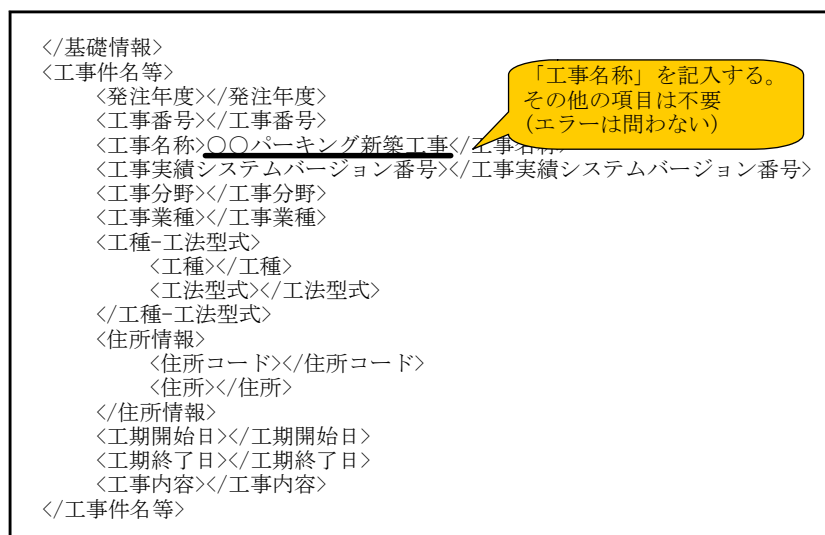 </基礎情報>
<工事件名等>
<発注年度></発注年度>
<工事番号></工事番号>
<工事名称>○○パーキング新築工事</工事名称>
<工事実績システムバージョン番号></工事実績システムバージョン番号>
<工事分野></工事分野>
<工事業種></工事業種>
<工種-工法型式>
<工種></工種>
<工法型式></工法型式>
</工種-工法型式>
<住所情報>
<住所コード></住所コード>
<住所></住所>
</住所情報>
<工期開始日></工期開始日>
<工期終了日></工期終了日>
<工事内容></工事内容>
</工事件名等>
「工事名称」を記入する。
その他の項目は不要
(エラーは問わない)